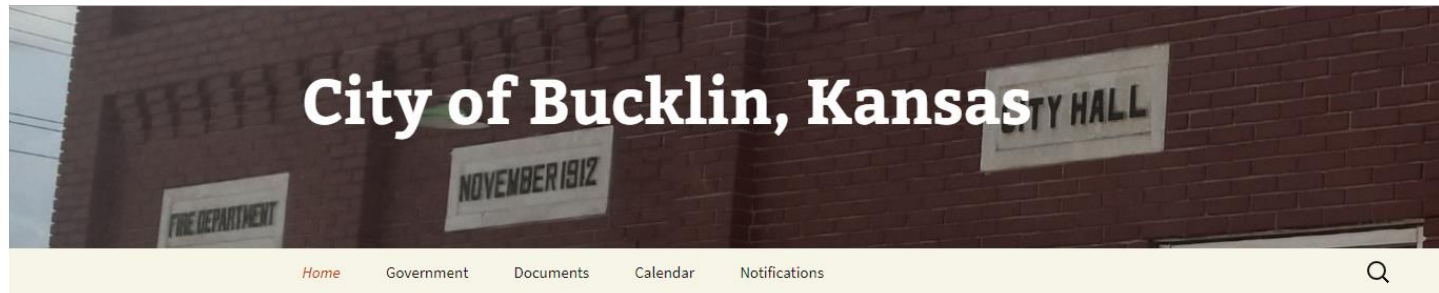 City of Bucklin, Kansas
CITY HALL
NOVEMBER 1912
FIRE DEPARTMENT
Home Government Documents Calendar Notifications